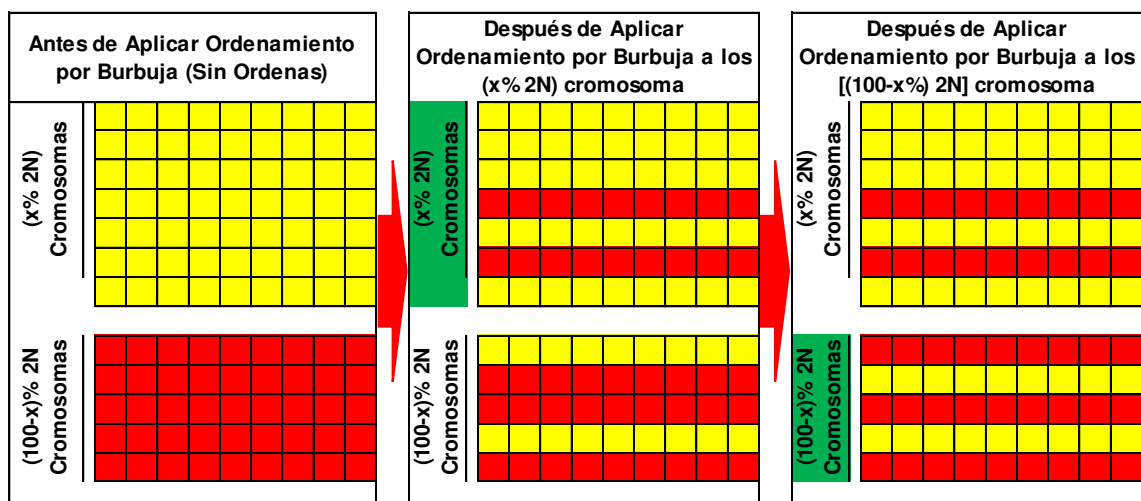 Antes de Aplicar Ordenamiento
por Burbuja (Sin Ordenas)
(x% 2N)
Cromosomas
(100-x)% 2N
Cromosomas
Después de Aplicar
Ordenamiento por Burbuja a los
(x% 2N) cromosoma
(x% 2N)
Cromosomas
(100-x)% 2N
Cromosomas
Después de Aplicar
Ordenamiento por Burbuja a los
[(100-x%) 2N] cromosoma
(x% 2N)
Cromosomas
(100-x)% 2N
Cromosomas